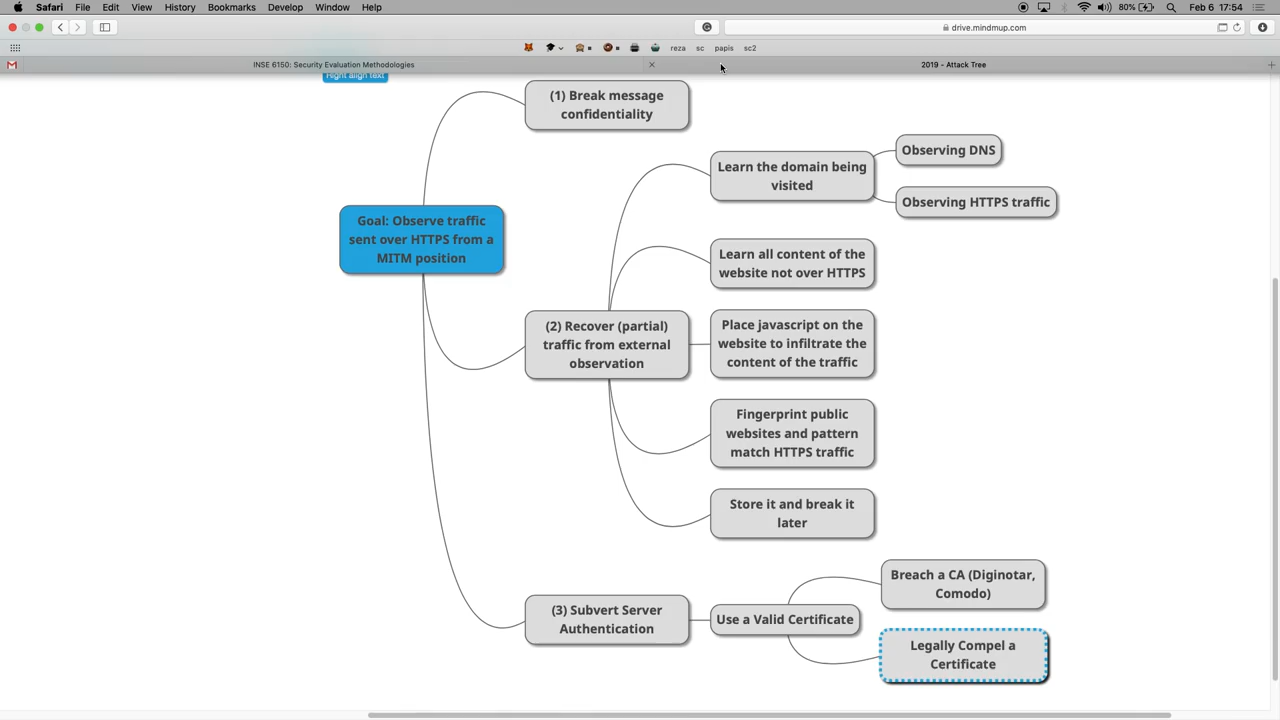 Safari File Edit View History Bookmarks Develop Window Help 80% Feb 6 17:54
drive.mindmup.com
reza sc papis sc2
INSE 6150: Security Evaluation Methodologies
2019 - Attack Tree
Right align text
(1) Break message
confidentiality
Observing DNS
Learn the domain being
visited
Observing HTTPS traffic
Goal: Observe traffic
sent over HTTPS from a
MITM position
Learn all content of the
website not over HTTPS
(2) Recover (partial)
traffic from external
observation
Place javascript on the
website to infiltrate the
content of the traffic
Fingerprint public
websites and pattern
match HTTPS traffic
Store it and break it
later
(3) Subvert Server
Authentication
Use a Valid Certificate
Breach a CA (Diginotar,
Comodo)
Legally Compel a
Certificate